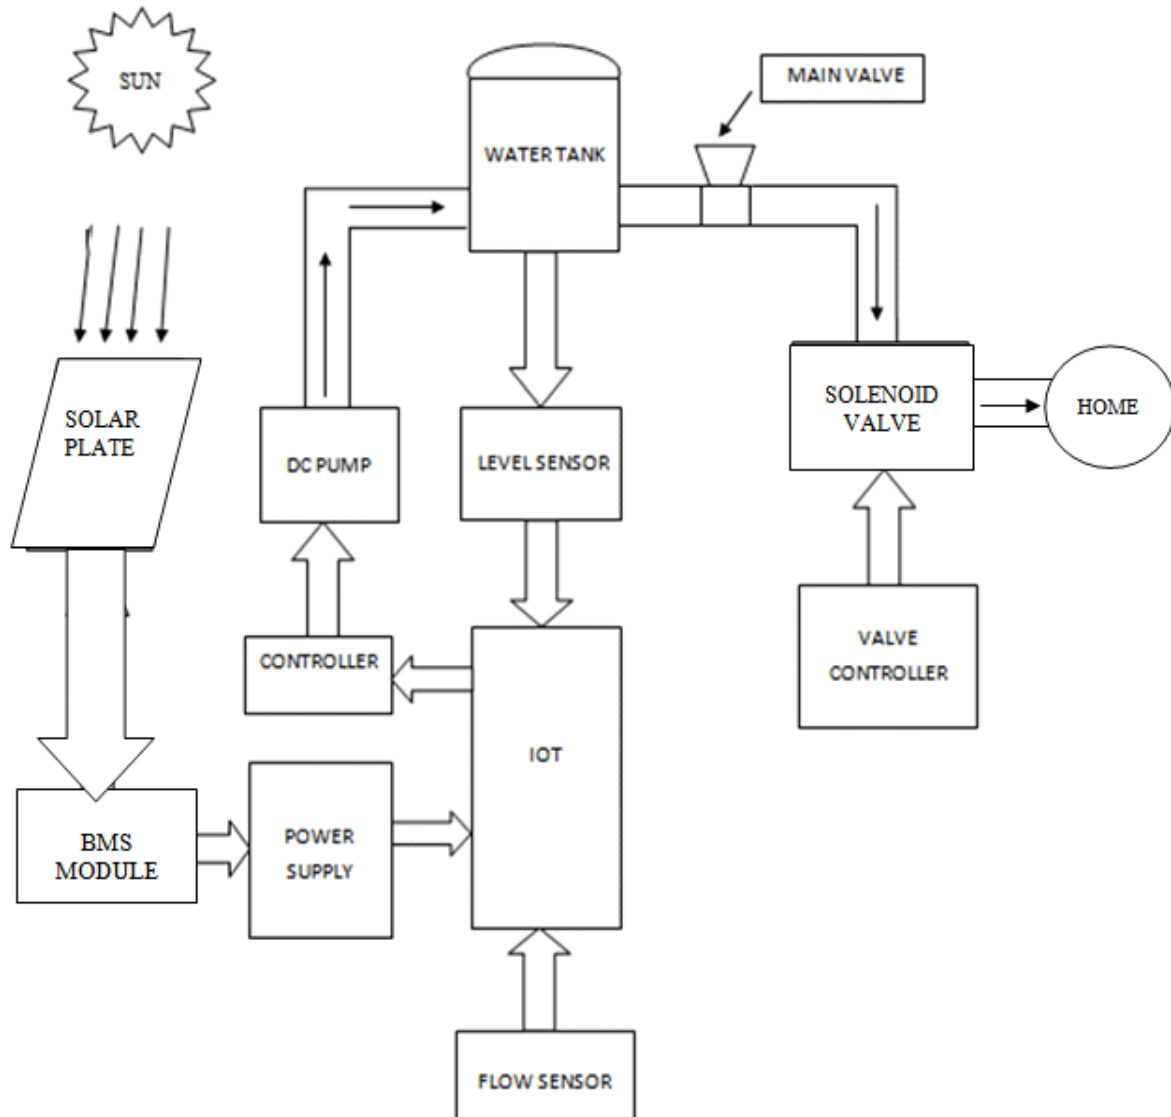 SUN
MAIN VALVE
WATER TANK
SOLAR
PLATE
DC PUMP
LEVEL SENSOR
SOLENOID
VALVE
HOME
CONTROLLER
VALVE
CONTROLLER
IOT
BMS
MODULE
POWER
SUPPLY
FLOW SENSOR